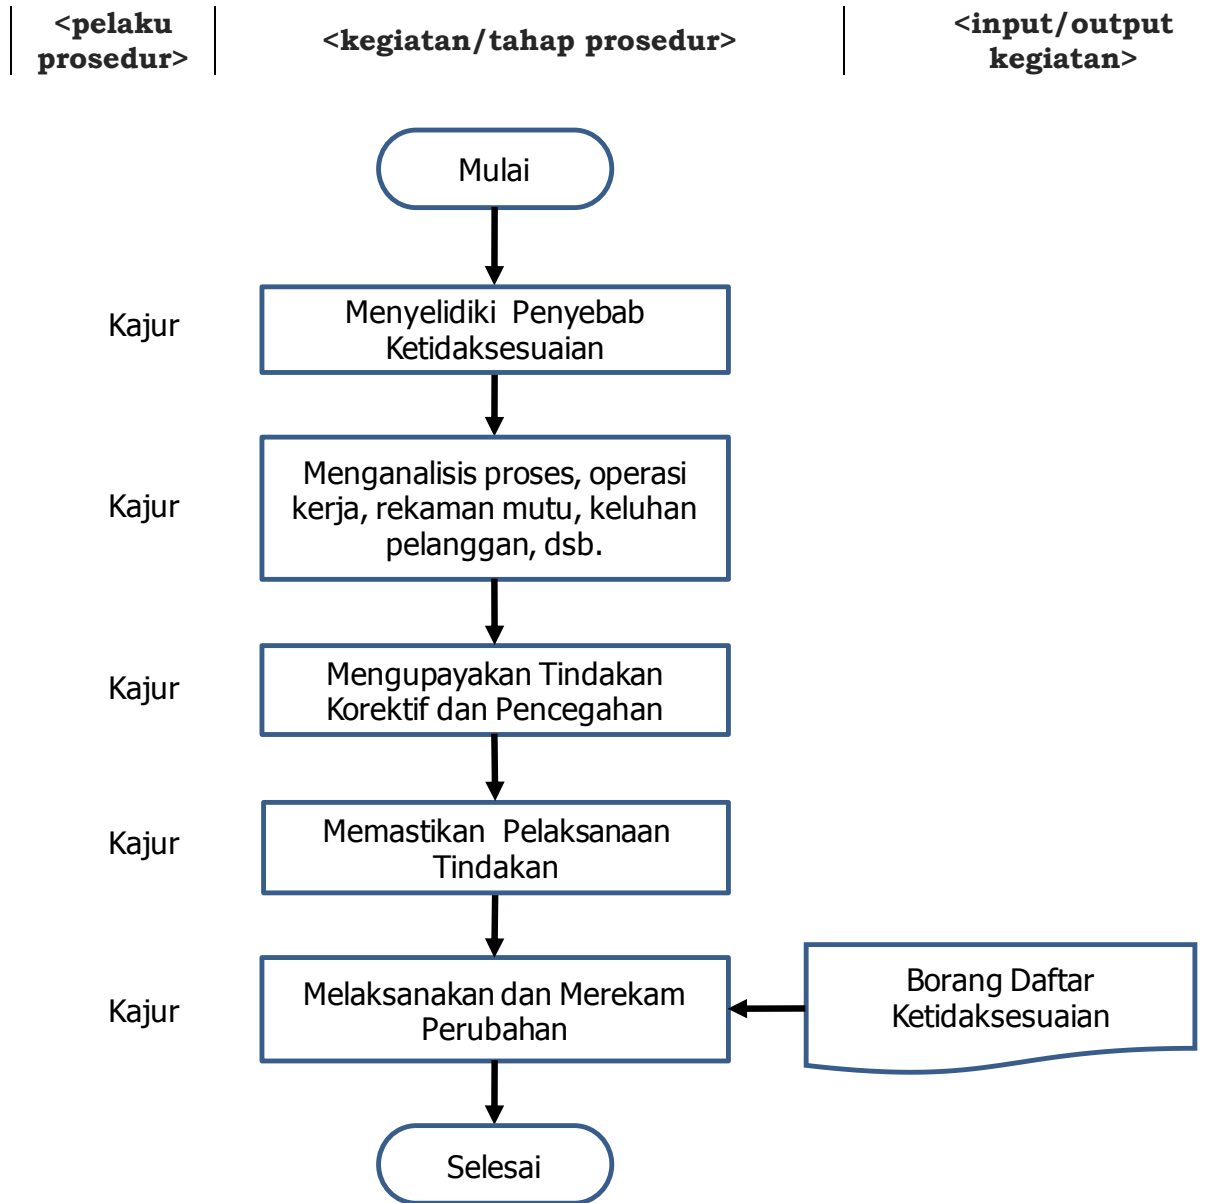 <pelaku
prosedur>
<kegiatan/tahap prosedur>
<input/output
kegiatan>
Mulai
Kajur
Menyelidiki Penyebab
Ketidaksesuaian
Kajur
Menganalisis proses, operasi
kerja, rekaman mutu, keluhan
pelanggan, dsb.
Kajur
Mengupayakan Tindakan
Korektif dan Pencegahan
Kajur
Memastikan Pelaksanaan
Tindakan
Kajur
Melaksanakan dan Merekam
Perubahan
Borang Daftar
Ketidaksesuaian
Selesai